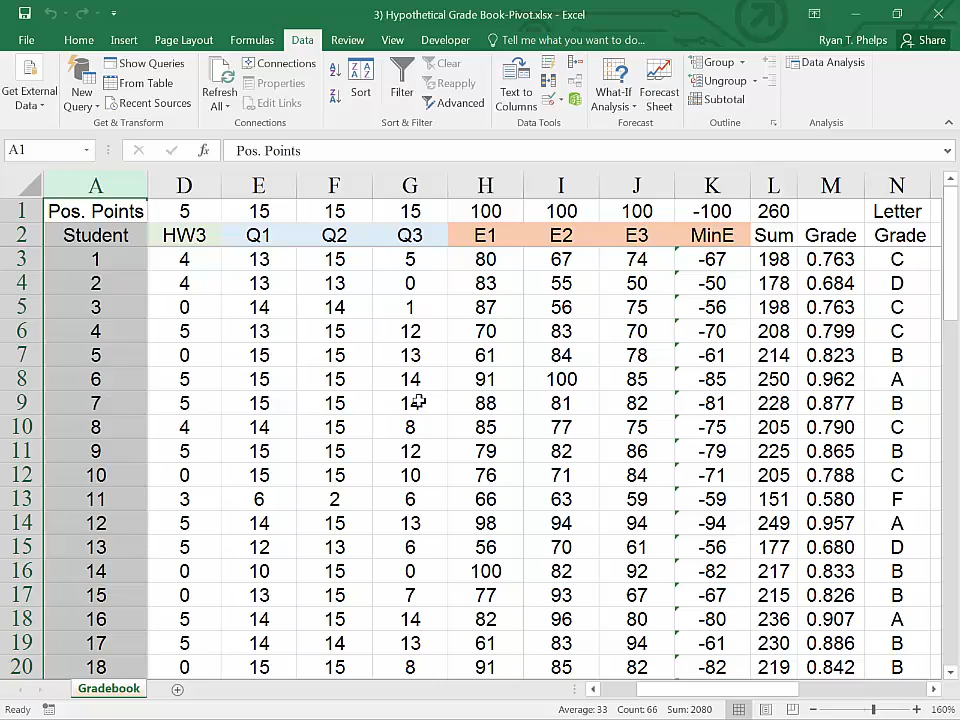 3) Hypothetical Grade Book-Pivot.xlsx - Excel
File Home Insert Page Layout Formulas Data Review View Developer Tell me what you want to do... Ryan T. Phelps Share
Get External Data
New Query
Show Queries
From Table
Recent Sources
Get & Transform
Refresh All
Connections
Properties
Edit Links
Connections
Sort
Filter
Clear
Reapply
Advanced
Sort & Filter
Text to Columns
Data Tools
What-If Analysis
Forecast Sheet
Forecast
Group
Ungroup
Subtotal
Outline
Data Analysis
Analysis
A1 fx Pos. Points
A D E F G H I J K L M N
1 Pos. Points 5 15 15 15 100 100 100 -100 260 Letter
2 Student HW3 Q1 Q2 Q3 E1 E2 E3 MinE Sum Grade Grade
3 1 4 13 15 5 80 67 74 -67 198 0.763 C
4 2 4 13 13 0 83 55 50 -50 178 0.684 D
5 3 0 14 14 1 87 56 75 -56 198 0.763 C
6 4 5 13 15 12 70 83 70 -70 208 0.799 C
7 5 0 15 15 13 61 84 78 -61 214 0.823 B
8 6 5 15 15 14 91 100 85 -85 250 0.962 A
9 7 5 15 15 14 88 81 82 -81 228 0.877 B
10 8 4 14 15 8 85 77 75 -75 205 0.790 C
11 9 5 15 15 12 79 82 86 -79 225 0.865 B
12 10 0 15 15 10 76 71 84 -71 205 0.788 C
13 11 3 6 2 6 66 63 59 -59 151 0.580 F
14 12 5 14 15 13 98 94 94 -94 249 0.957 A
15 13 5 12 13 6 56 70 61 -56 177 0.680 D
16 14 0 10 15 0 100 82 92 -82 217 0.833 B
17 15 0 13 15 7 77 93 67 -67 215 0.826 B
18 16 5 14 15 14 82 96 80 -80 236 0.907 A
19 17 5 14 14 13 61 83 94 -61 230 0.886 B
20 18 0 15 15 8 91 85 82 -82 219 0.842 B
Gradebook
Ready Average: 33 Count: 66 Sum: 2080 160%